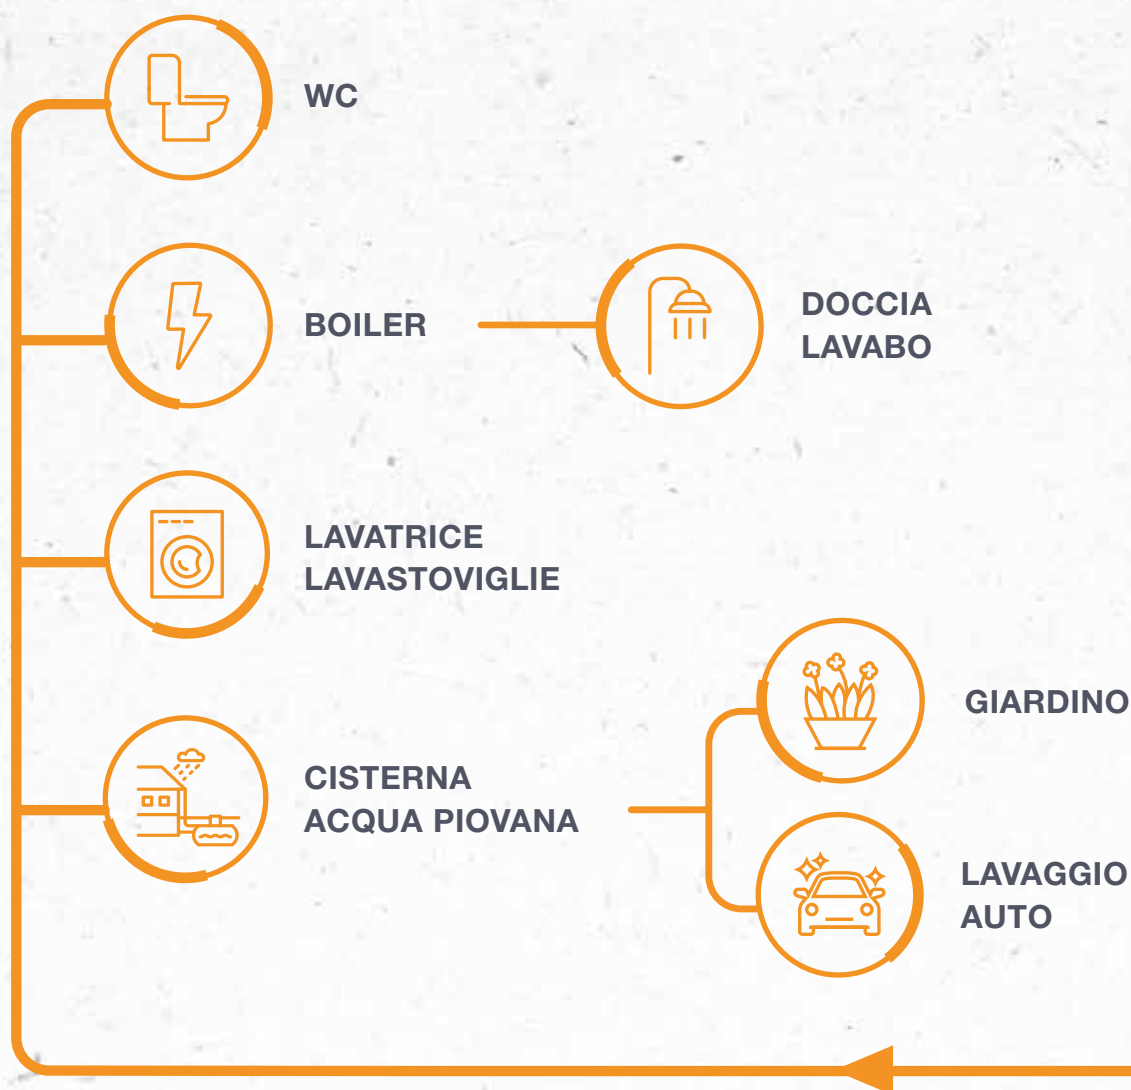 WC
BOILER
DOCCIA
LAVABO
LAVATRICE
LAVASTOVIGLIE
CISTERNA
ACQUA PIOVANA
GIARDINO
LAVAGGIO
AUTO